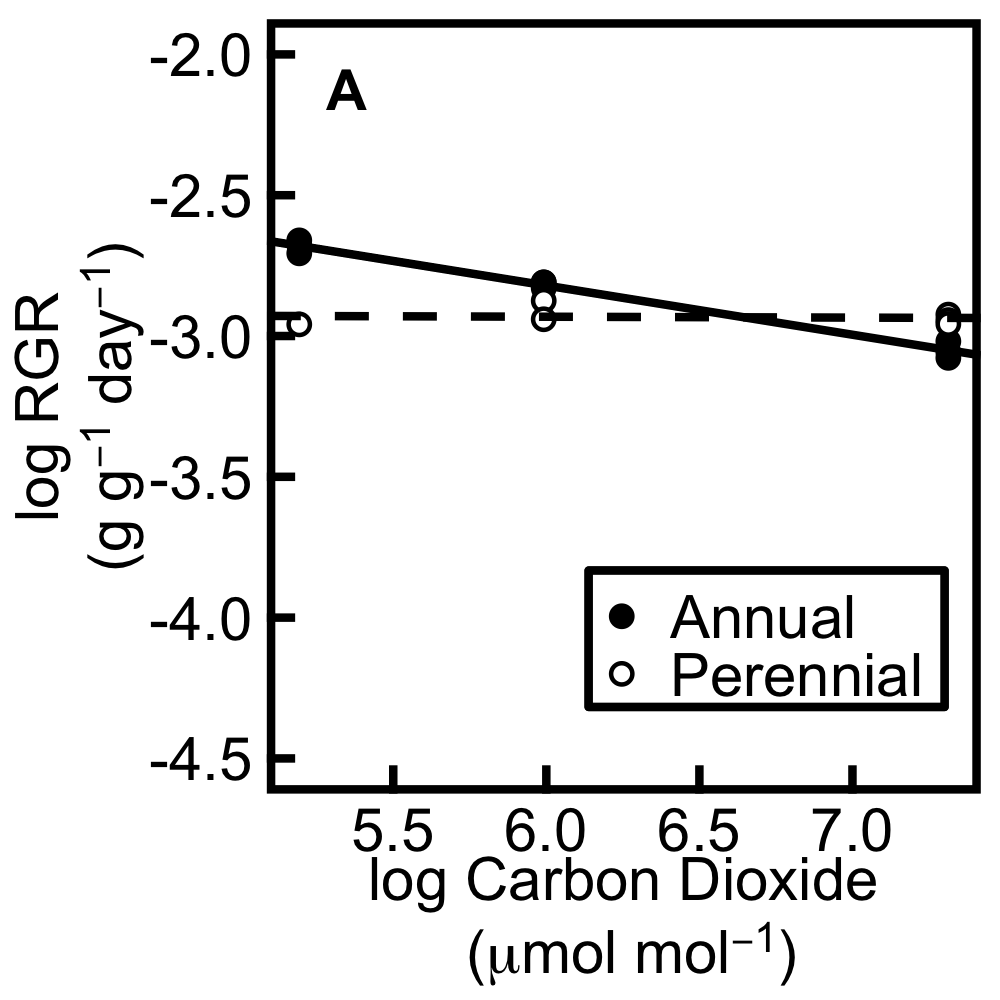 A
-2.0
-2.5
-3.0
-3.5
-4.0
-4.5
log RGR
(g g⁻¹ day⁻¹)
Annual
Perennial
5.5 6.0 6.5 7.0
log Carbon Dioxide
(μmol mol⁻¹)